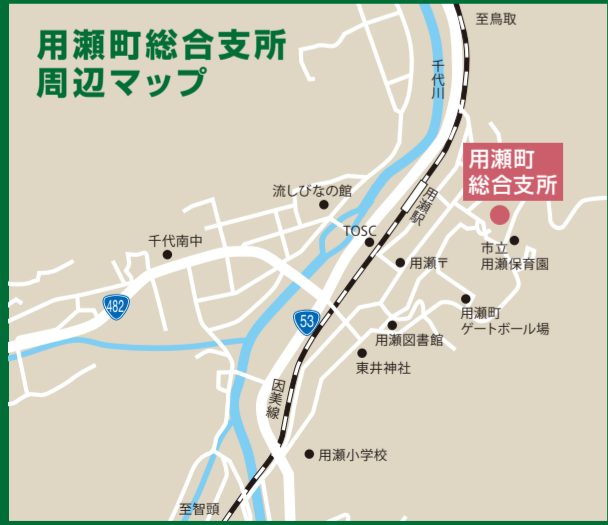 用瀬町総合支所
周辺マップ
至鳥取
千代川
用瀬町
総合支所
流しびなの館
用瀬駅
TOSC
千代南中
市立
用瀬保育園
用瀬〒
482
53
用瀬町
ゲートボール場
用瀬図書館
東井神社
因美線
用瀬小学校
至智頭